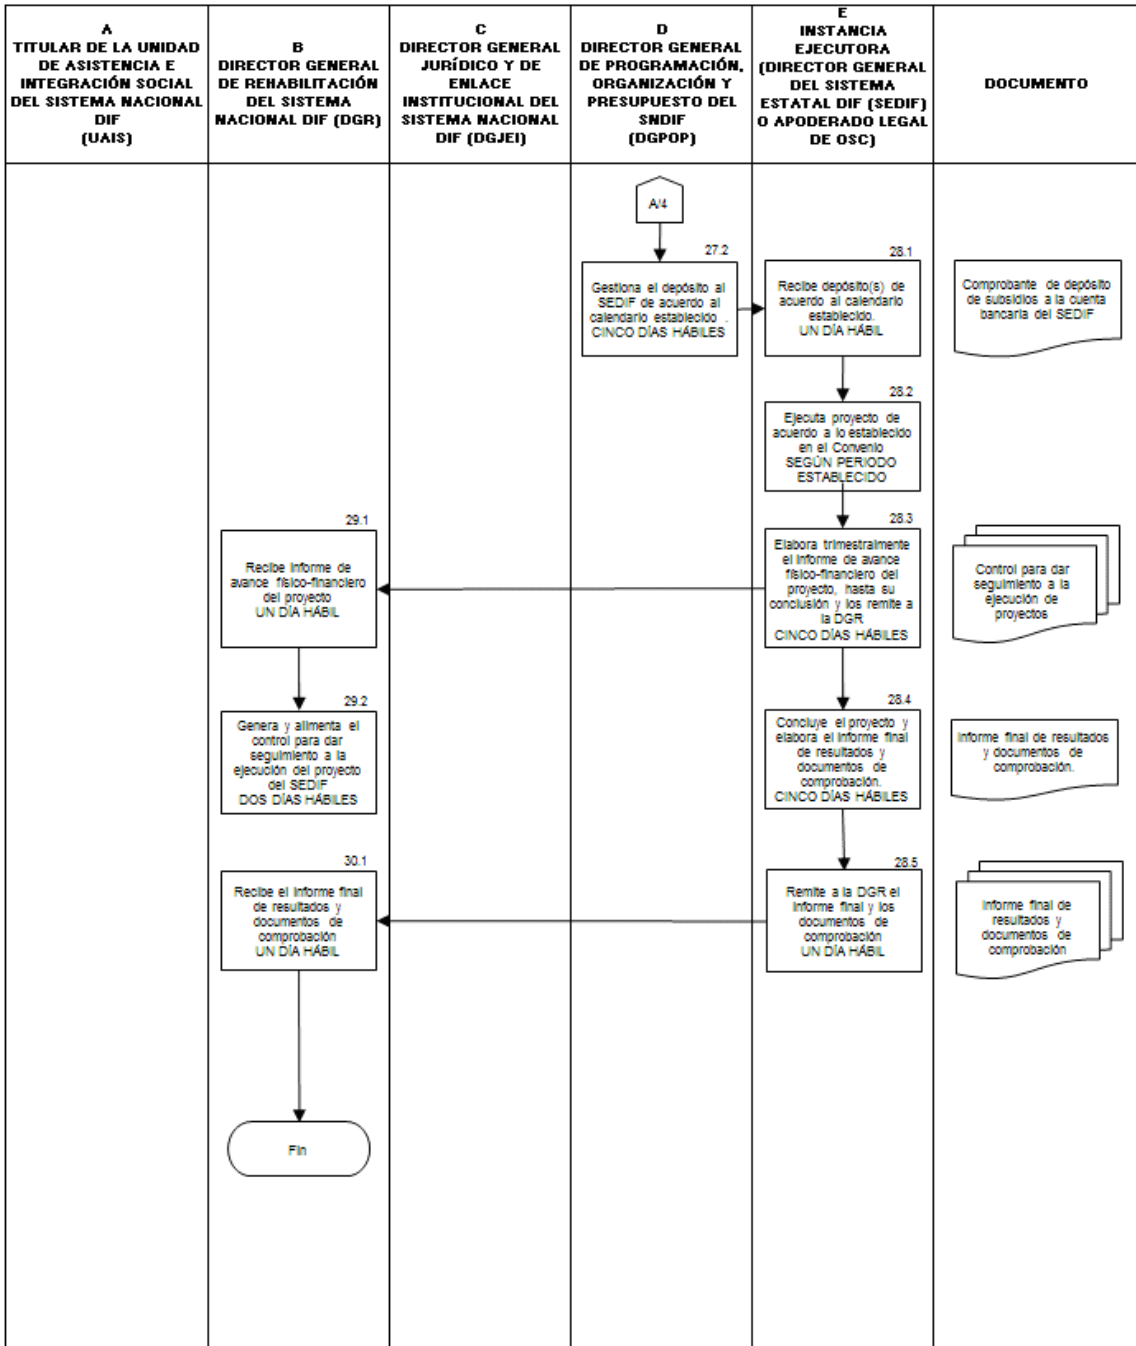 A
TITULAR DE LA UNIDAD
DE ASISTENCIA E
INTEGRACIÓN SOCIAL
DEL SISTEMA NACIONAL
DIF
(UAIS)
B
DIRECTOR GENERAL
DE REHABILITACIÓN
DEL SISTEMA
NACIONAL DIF (DGR)
C
DIRECTOR GENERAL
JURÍDICO Y DE
ENLACE
INSTITUCIONAL DEL
SISTEMA NACIONAL
DIF (DGJEI)
D
DIRECTOR GENERAL
DE PROGRAMACIÓN,
ORGANIZACIÓN Y
PRESUPUESTO DEL
SNDIF
(DGPOP)
E
INSTANCIA
EJECUTORA
(DIRECTOR GENERAL
DEL SISTEMA
ESTATAL DIF (SEDIF)
O APODERADO LEGAL
DE OSC)
DOCUMENTO
A/4
27.2
Gestiona el depósito al
SEDIF de acuerdo al
calendario establecido .
CINCO DÍAS HÁBILES
28.1
Recibe depósito(s) de
acuerdo al calendario
establecido.
UN DÍA HÁBIL
Comprobante de depósito
de subsidios a la cuenta
bancaria del SEDIF
28.2
Ejecuta proyecto de
acuerdo a lo establecido
en el Convenio
SEGÚN PERIODO
ESTABLECIDO
28.3
Elabora trimestralmente
el informe de avance
físico-financiero del
proyecto, hasta su
conclusión y los remite a
la DGR
CINCO DÍAS HÁBILES
Control para dar
seguimiento a la
ejecución de
proyectos
29.1
Recibe informe de
avance físico-financiero
del proyecto
UN DÍA HÁBIL
29.2
Genera y alimenta el
control para dar
seguimiento a la
ejecución del proyecto
del SEDIF
DOS DÍAS HÁBILES
28.4
Concluye el proyecto y
elabora el informe final
de resultados y
documentos de
comprobación.
CINCO DÍAS HÁBILES
Informe final de resultados
y documentos de
comprobación.
28.5
Remite a la DGR el
informe final y los
documentos de
comprobación
UN DÍA HÁBIL
Informe final de
resultados y
documentos de
comprobación
30.1
Recibe el informe final
de resultados y
documentos de
comprobación
UN DÍA HÁBIL
Fin